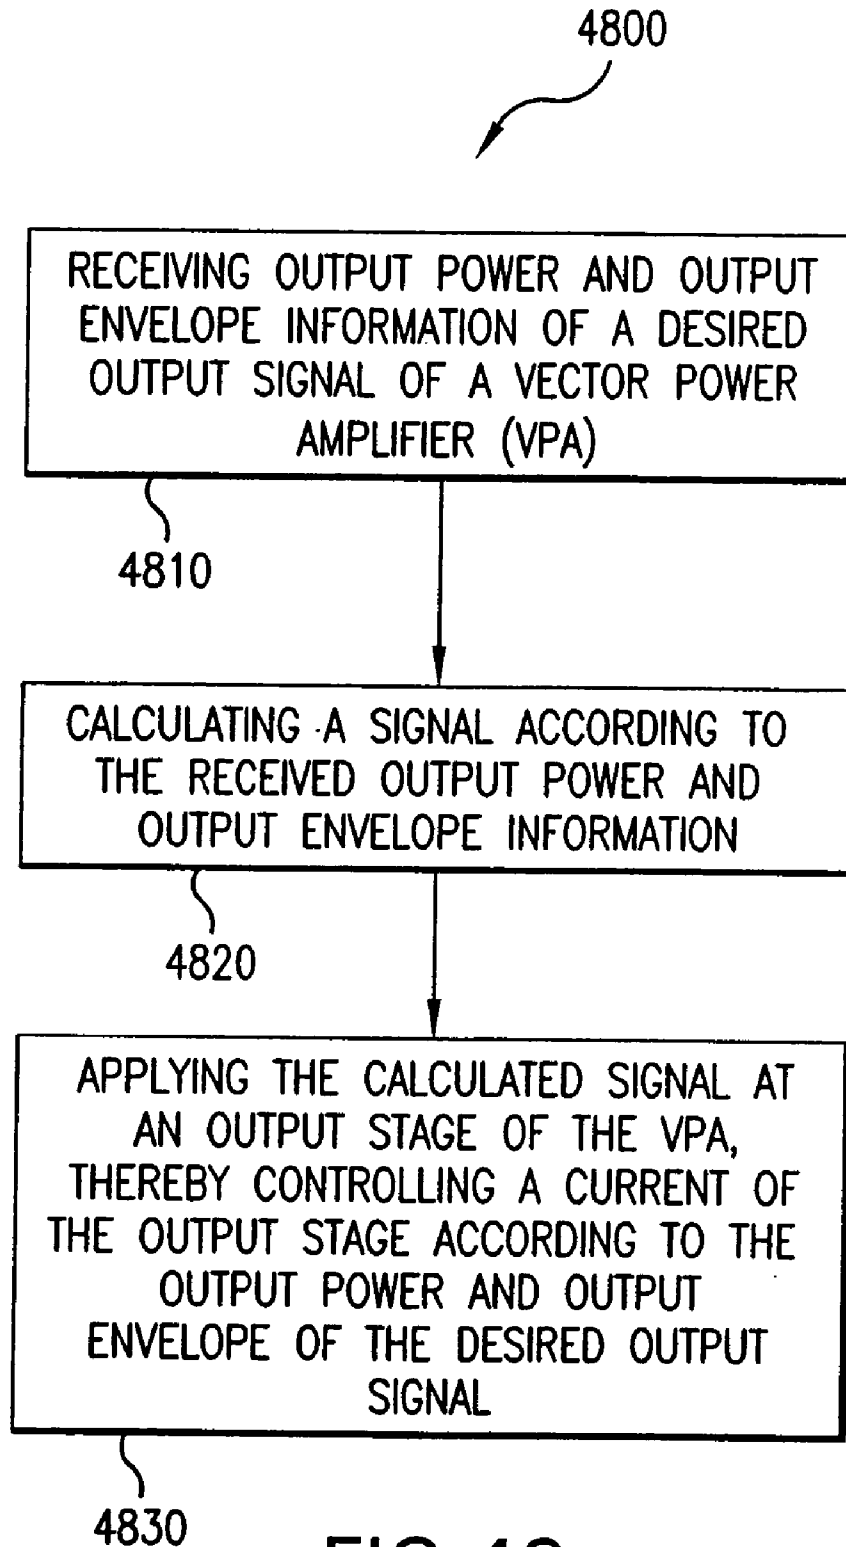 4800
RECEIVING OUTPUT POWER AND OUTPUT
ENVELOPE INFORMATION OF A DESIRED
OUTPUT SIGNAL OF A VECTOR POWER
AMPLIFIER (VPA)
4810
CALCULATING A SIGNAL ACCORDING TO
THE RECEIVED OUTPUT POWER AND
OUTPUT ENVELOPE INFORMATION
4820
APPLYING THE CALCULATED SIGNAL AT
AN OUTPUT STAGE OF THE VPA,
THEREBY CONTROLLING A CURRENT OF
THE OUTPUT STAGE ACCORDING TO THE
OUTPUT POWER AND OUTPUT
ENVELOPE OF THE DESIRED OUTPUT
SIGNAL
4830